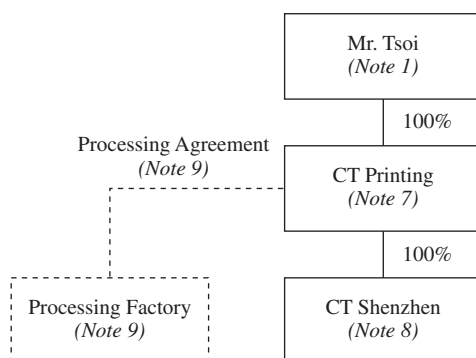 Mr. Tsoi
(Note 1)
100%
Processing Agreement
(Note 9)
CT Printing
(Note 7)
100%
Processing Factory
(Note 9)
CT Shenzhen
(Note 8)